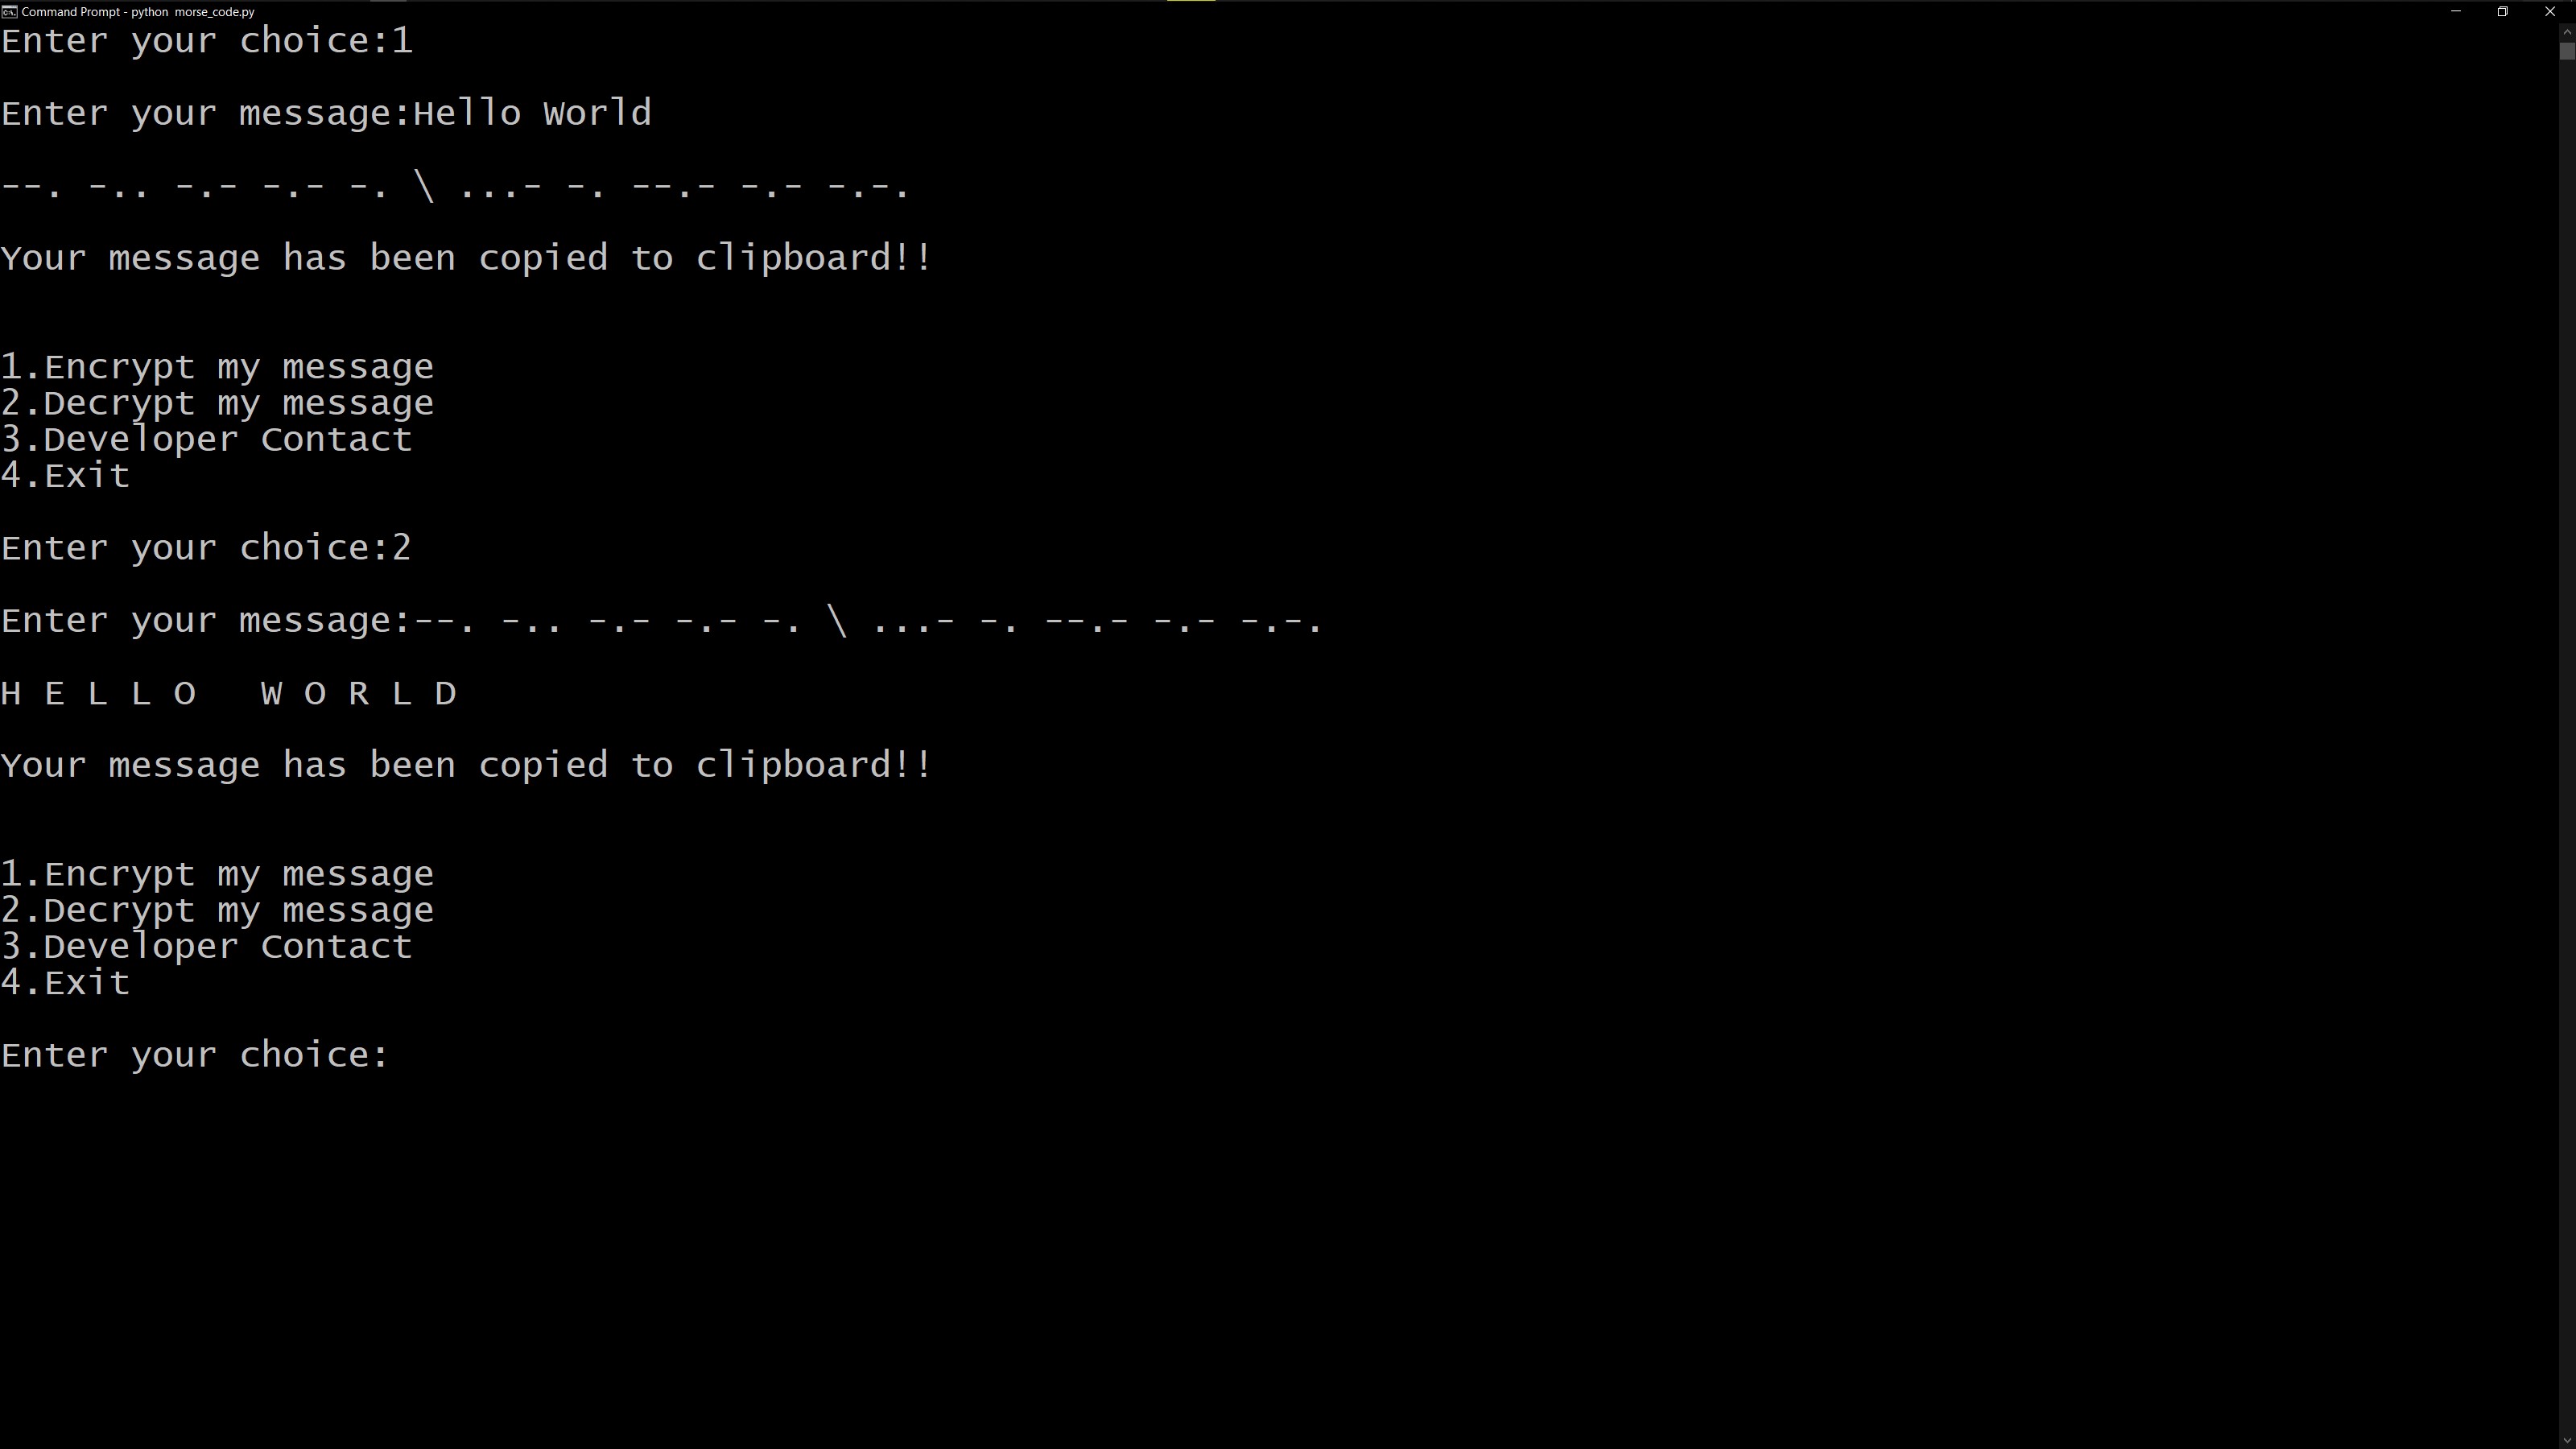 Command Prompt - python  morse_code.py
Enter your choice:1
Enter your message:Hello World
--. -.. -.- -.- -. \ ...- -. --.- -.- -.-.
Your message has been copied to clipboard!!
1.Encrypt my message
2.Decrypt my message
3.Developer Contact
4.Exit
Enter your choice:2
Enter your message:--. -.. -.- -.- -. \ ...- -. --.- -.- -.-.
H E L L O   W O R L D
Your message has been copied to clipboard!!
1.Encrypt my message
2.Decrypt my message
3.Developer Contact
4.Exit
Enter your choice: